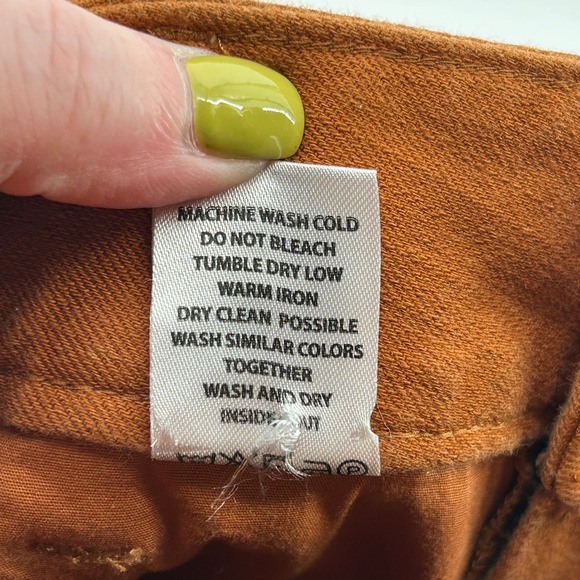 MACHINE WASH COLD
DO NOT BLEACH
TUMBLE DRY LOW
WARM IRON
DRY CLEAN POSSIBLE
WASH SIMILAR COLORS
TOGETHER
WASH AND DRY
INSIDE OUT